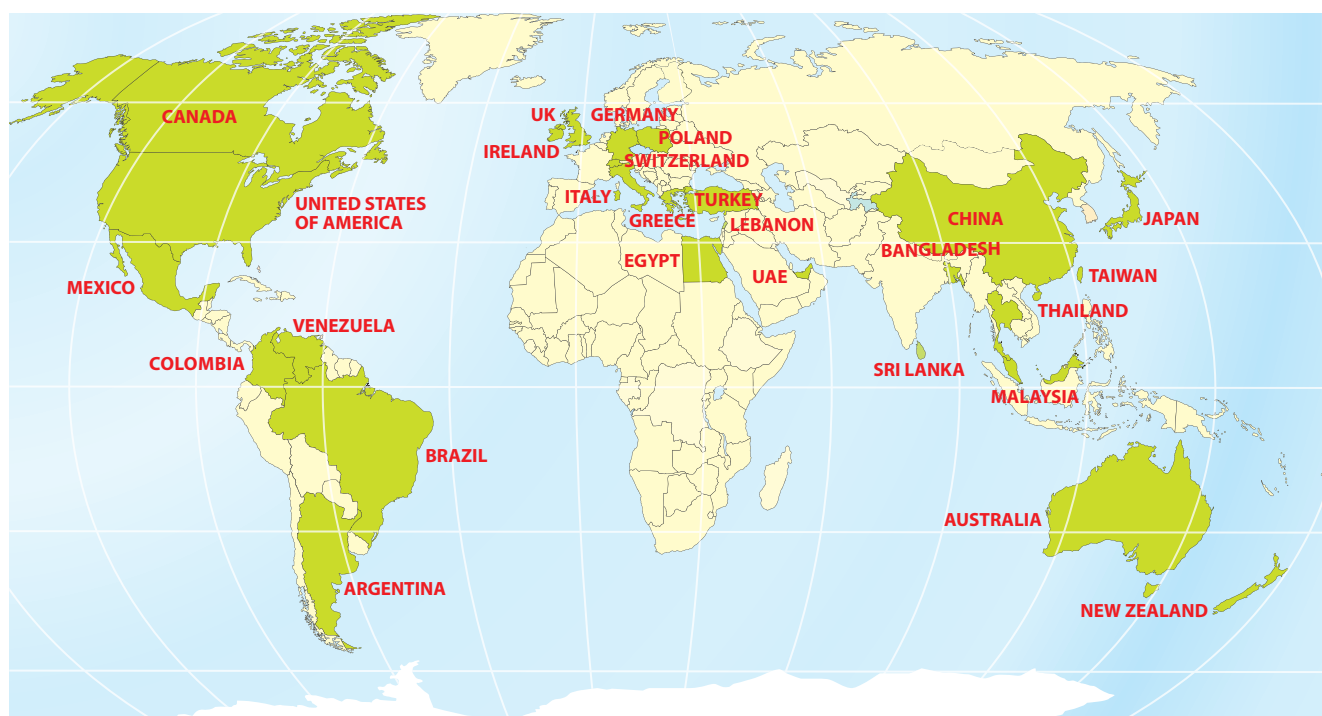 CANADA
UK
GERMANY
POLAND
IRELAND
SWITZERLAND
ITALY
TURKEY
UNITED STATES
OF AMERICA
GREECE
LEBANON
CHINA
JAPAN
BANGLADESH
EGYPT
UAE
TAIWAN
MEXICO
THAILAND
VENEZUELA
COLOMBIA
SRI LANKA
MALAYSIA
BRAZIL
AUSTRALIA
ARGENTINA
NEW ZEALAND